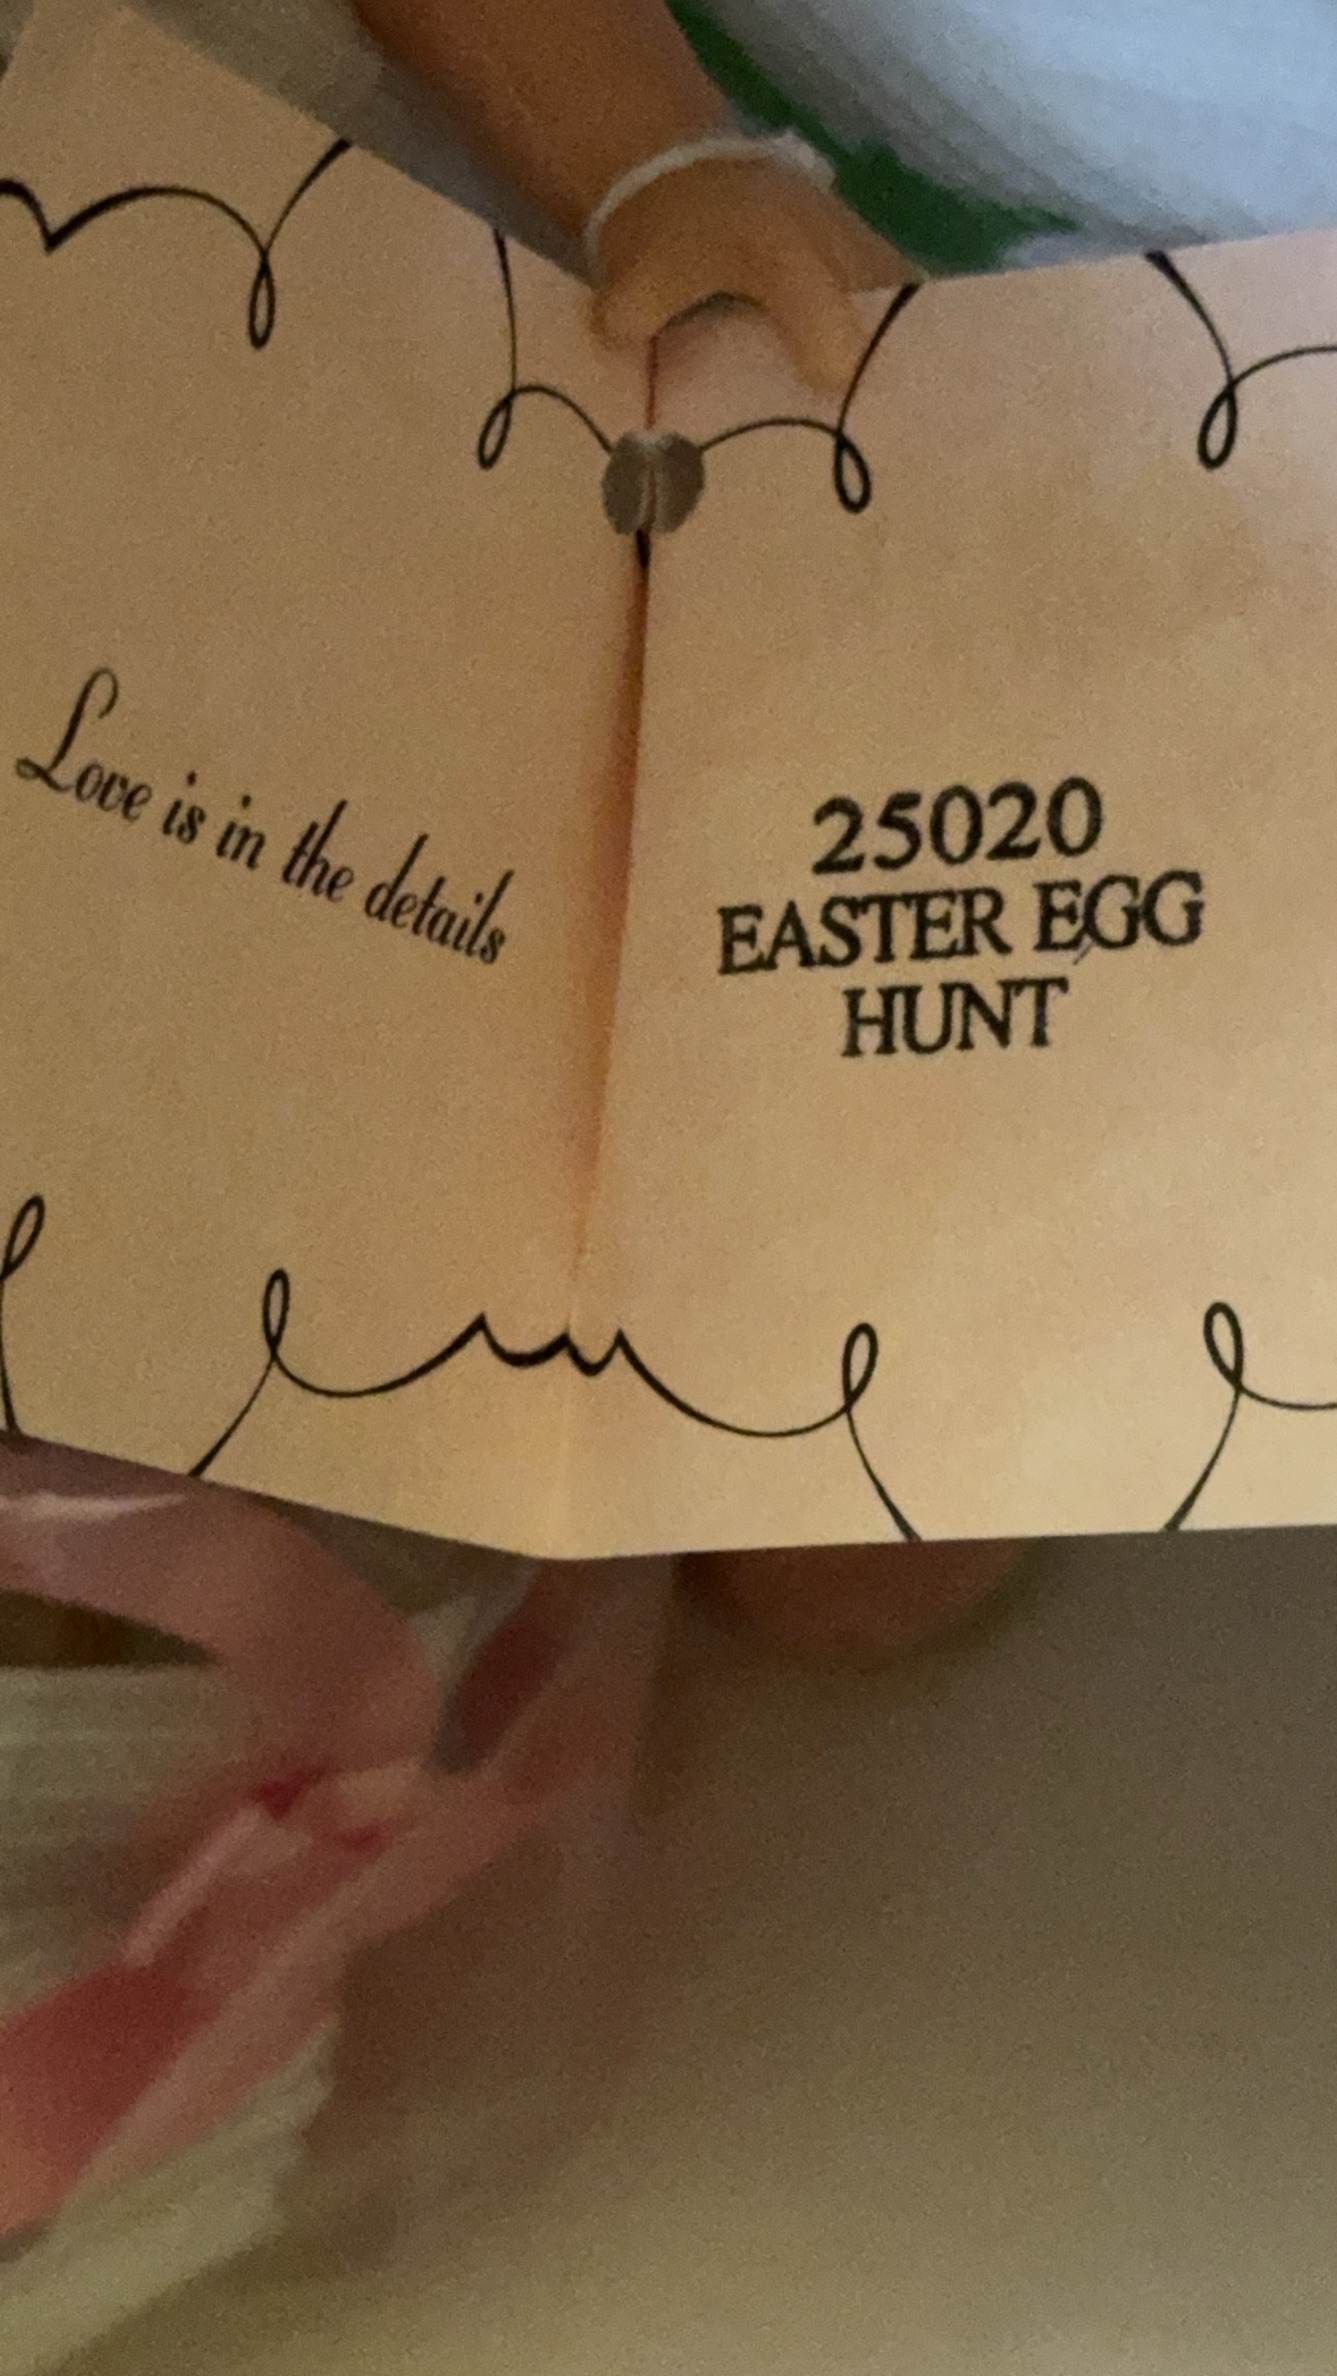 Love is in the details
25020
EASTER EGG
HUNT